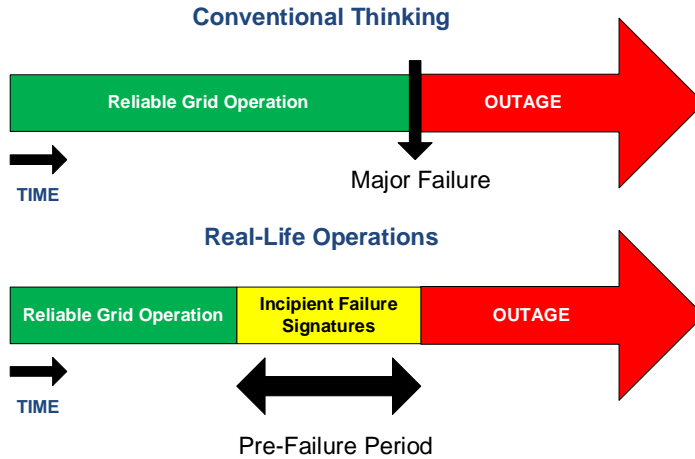 Conventional Thinking
Reliable Grid Operation
OUTAGE
Major Failure
TIME
Real-Life Operations
Reliable Grid Operation
Incipient Failure
Signatures
OUTAGE
TIME
Pre-Failure Period